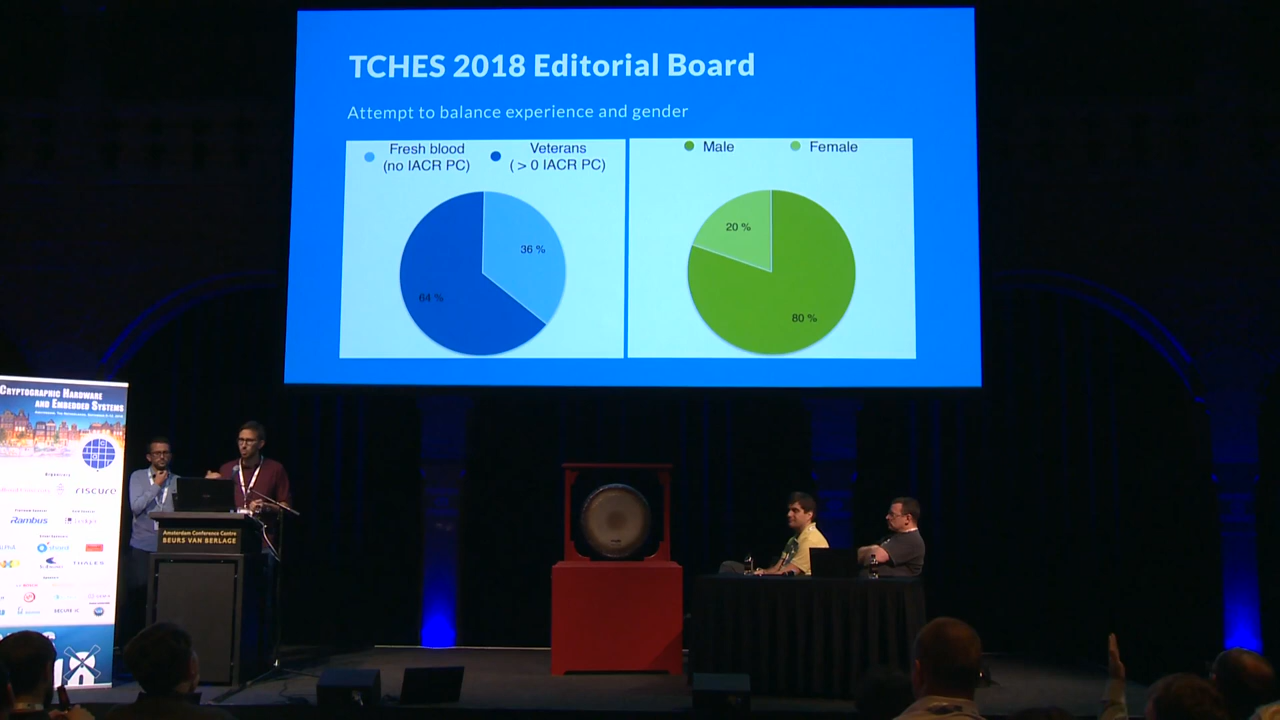 TCHES 2018 Editorial Board
Attempt to balance experience and gender
Fresh blood
(no IACR PC)
Veterans
( > 0 IACR PC)
36 %
64 %
Male
Female
20 %
80 %
CRYPTOGRAPHIC HARDWARE
AND EMBEDDED SYSTEMS
riscure
Rambus
THALES
Amsterdam Conference Centre
BEURS VAN BERLAGE